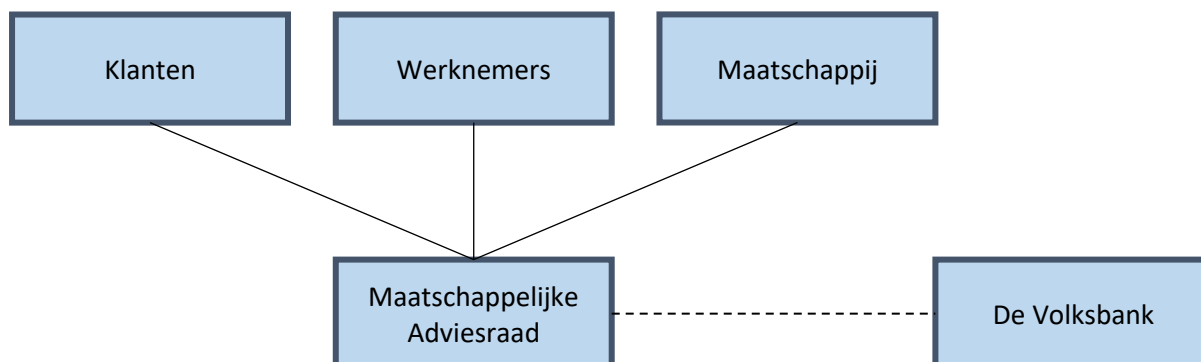 Klanten
Werknemers
Maatschappij
Maatschappelijke
Adviesraad
De Volksbank